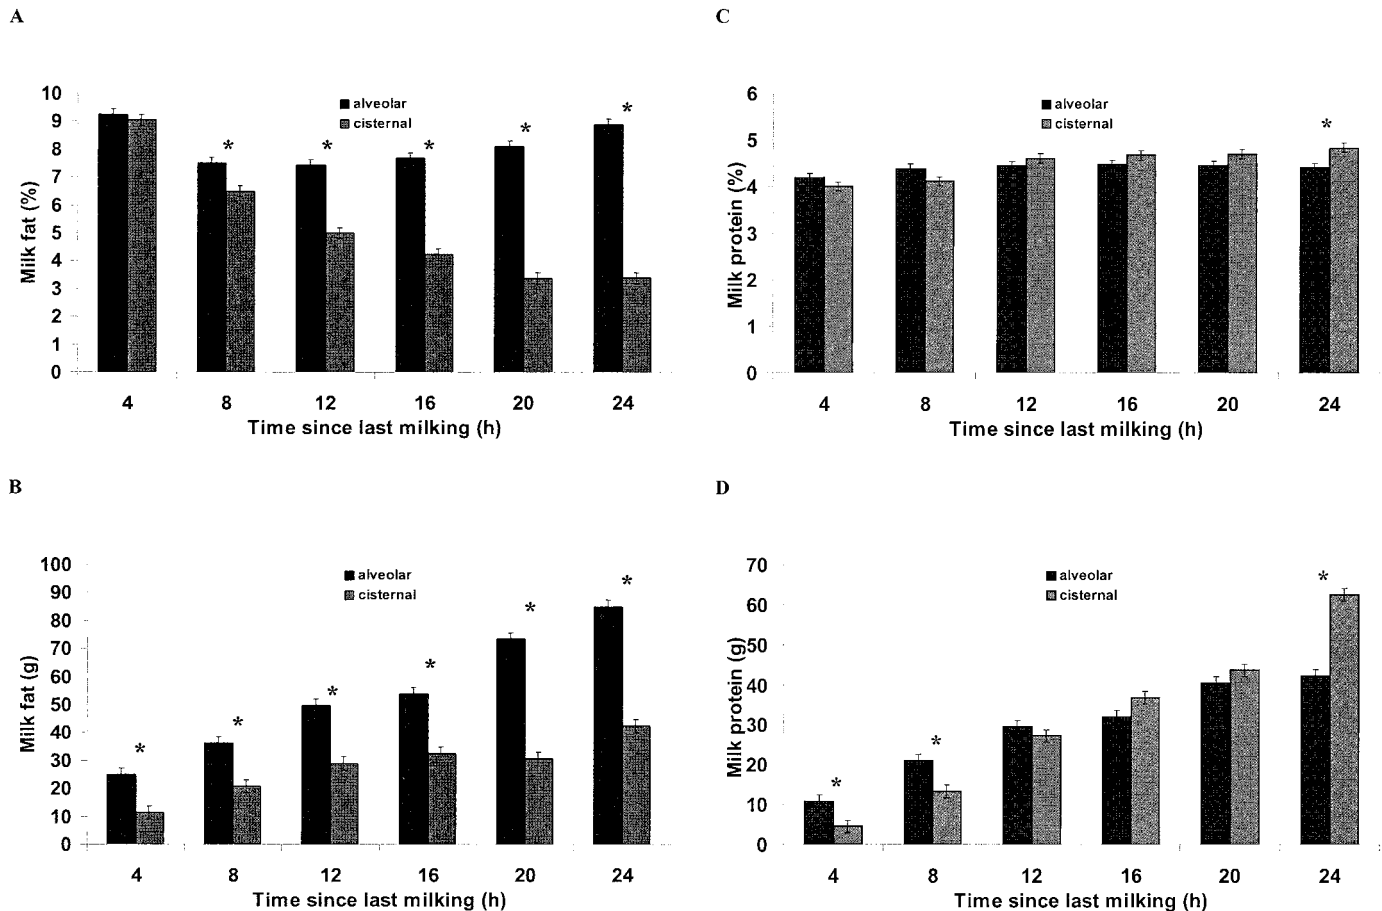 A
Milk fat (%)
10
9
8
7
6
5
4
3
2
1
0
alveolar
cisternal
*
*
*
*
*
4 8 12 16 20 24
Time since last milking (h)
C
Milk protein (%)
6
5
4
3
2
1
0
alveolar
cisternal
*
4 8 12 16 20 24
Time since last milking (h)
B
Milk fat (g)
100
90
80
70
60
50
40
30
20
10
0
alveolar
cisternal
*
*
*
*
*
*
4 8 12 16 20 24
Time since last milking (h)
D
Milk protein (g)
70
60
50
40
30
20
10
0
alveolar
cisternal
*
*
*
4 8 12 16 20 24
Time since last milking (h)